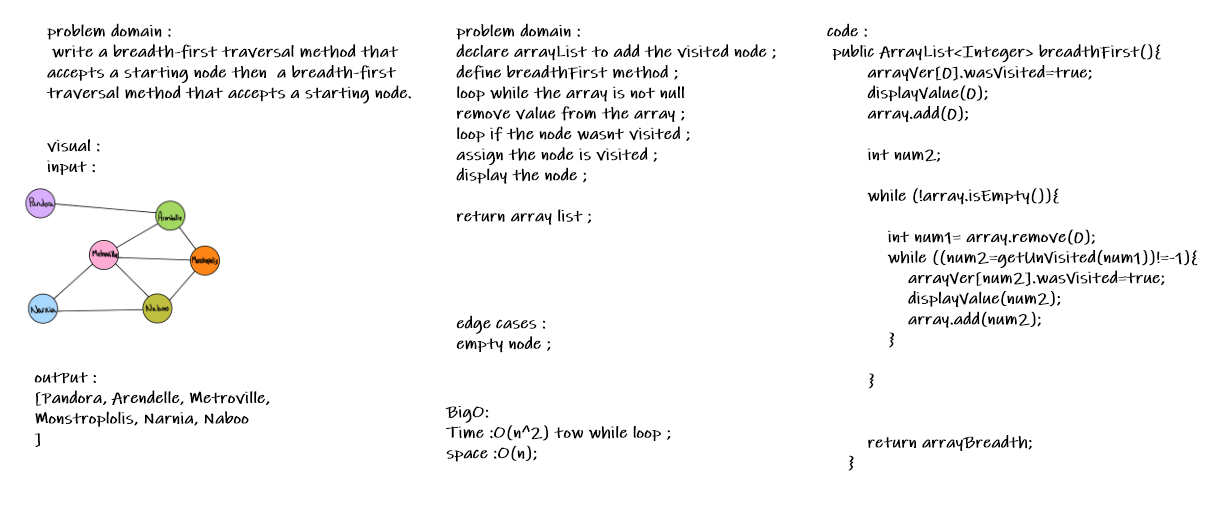 problem domain :
write a breadth-first traversal method that
accepts a starting node then a breadth-first
traversal method that accepts a starting node.
visual :
input :
Pandora
Arendelle
Metroville
Monstroplolis
Narnia
Naboo
output :
[Pandora, Arendelle, Metroville,
Monstroplolis, Narnia, Naboo
]
problem domain :
declare arrayList to add the visited node ;
define breadthFirst method ;
loop while the array is not null
remove value from the array ;
loop if the node wasnt visited ;
assign the node is visited ;
display the node ;
return array list ;
edge cases :
empty node ;
BigO:
Time :O(n^2) tow while loop ;
space :O(n);
code :
public ArrayList<Integer> breadthFirst(){
arrayVer[0].wasVisited=true;
displayValue(0);
array.add(0);
int num2;
while (!array.isEmpty()){
int num1= array.remove(0);
while ((num2=getUnVisited(num1))!=-1){
arrayVer[num2].wasVisited=true;
displayValue(num2);
array.add(num2);
}
}
return arrayBreadth;
}